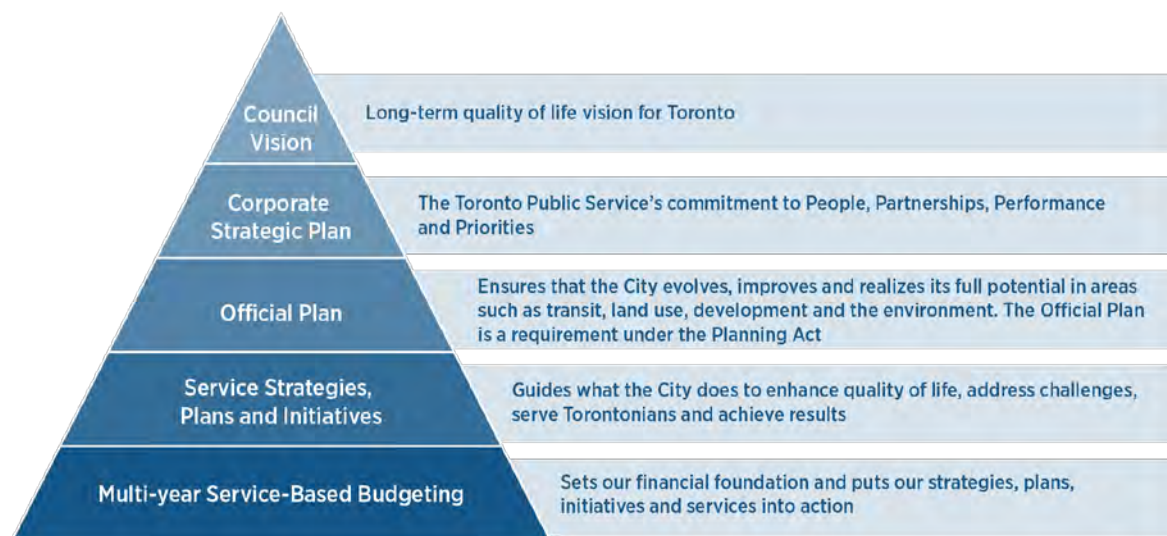 Council
Vision
Long-term quality of life vision for Toronto
Corporate
Strategic Plan
The Toronto Public Service's commitment to People, Partnerships, Performance
and Priorities
Official Plan
Ensures that the City evolves, improves and realizes its full potential in areas
such as transit, land use, development and the environment. The Official Plan
is a requirement under the Planning Act
Service Strategies,
Plans and Initiatives
Guides what the City does to enhance quality of life, address challenges,
serve Torontonians and achieve results
Multi-year Service-Based Budgeting
Sets our financial foundation and puts our strategies, plans,
initiatives and services into action